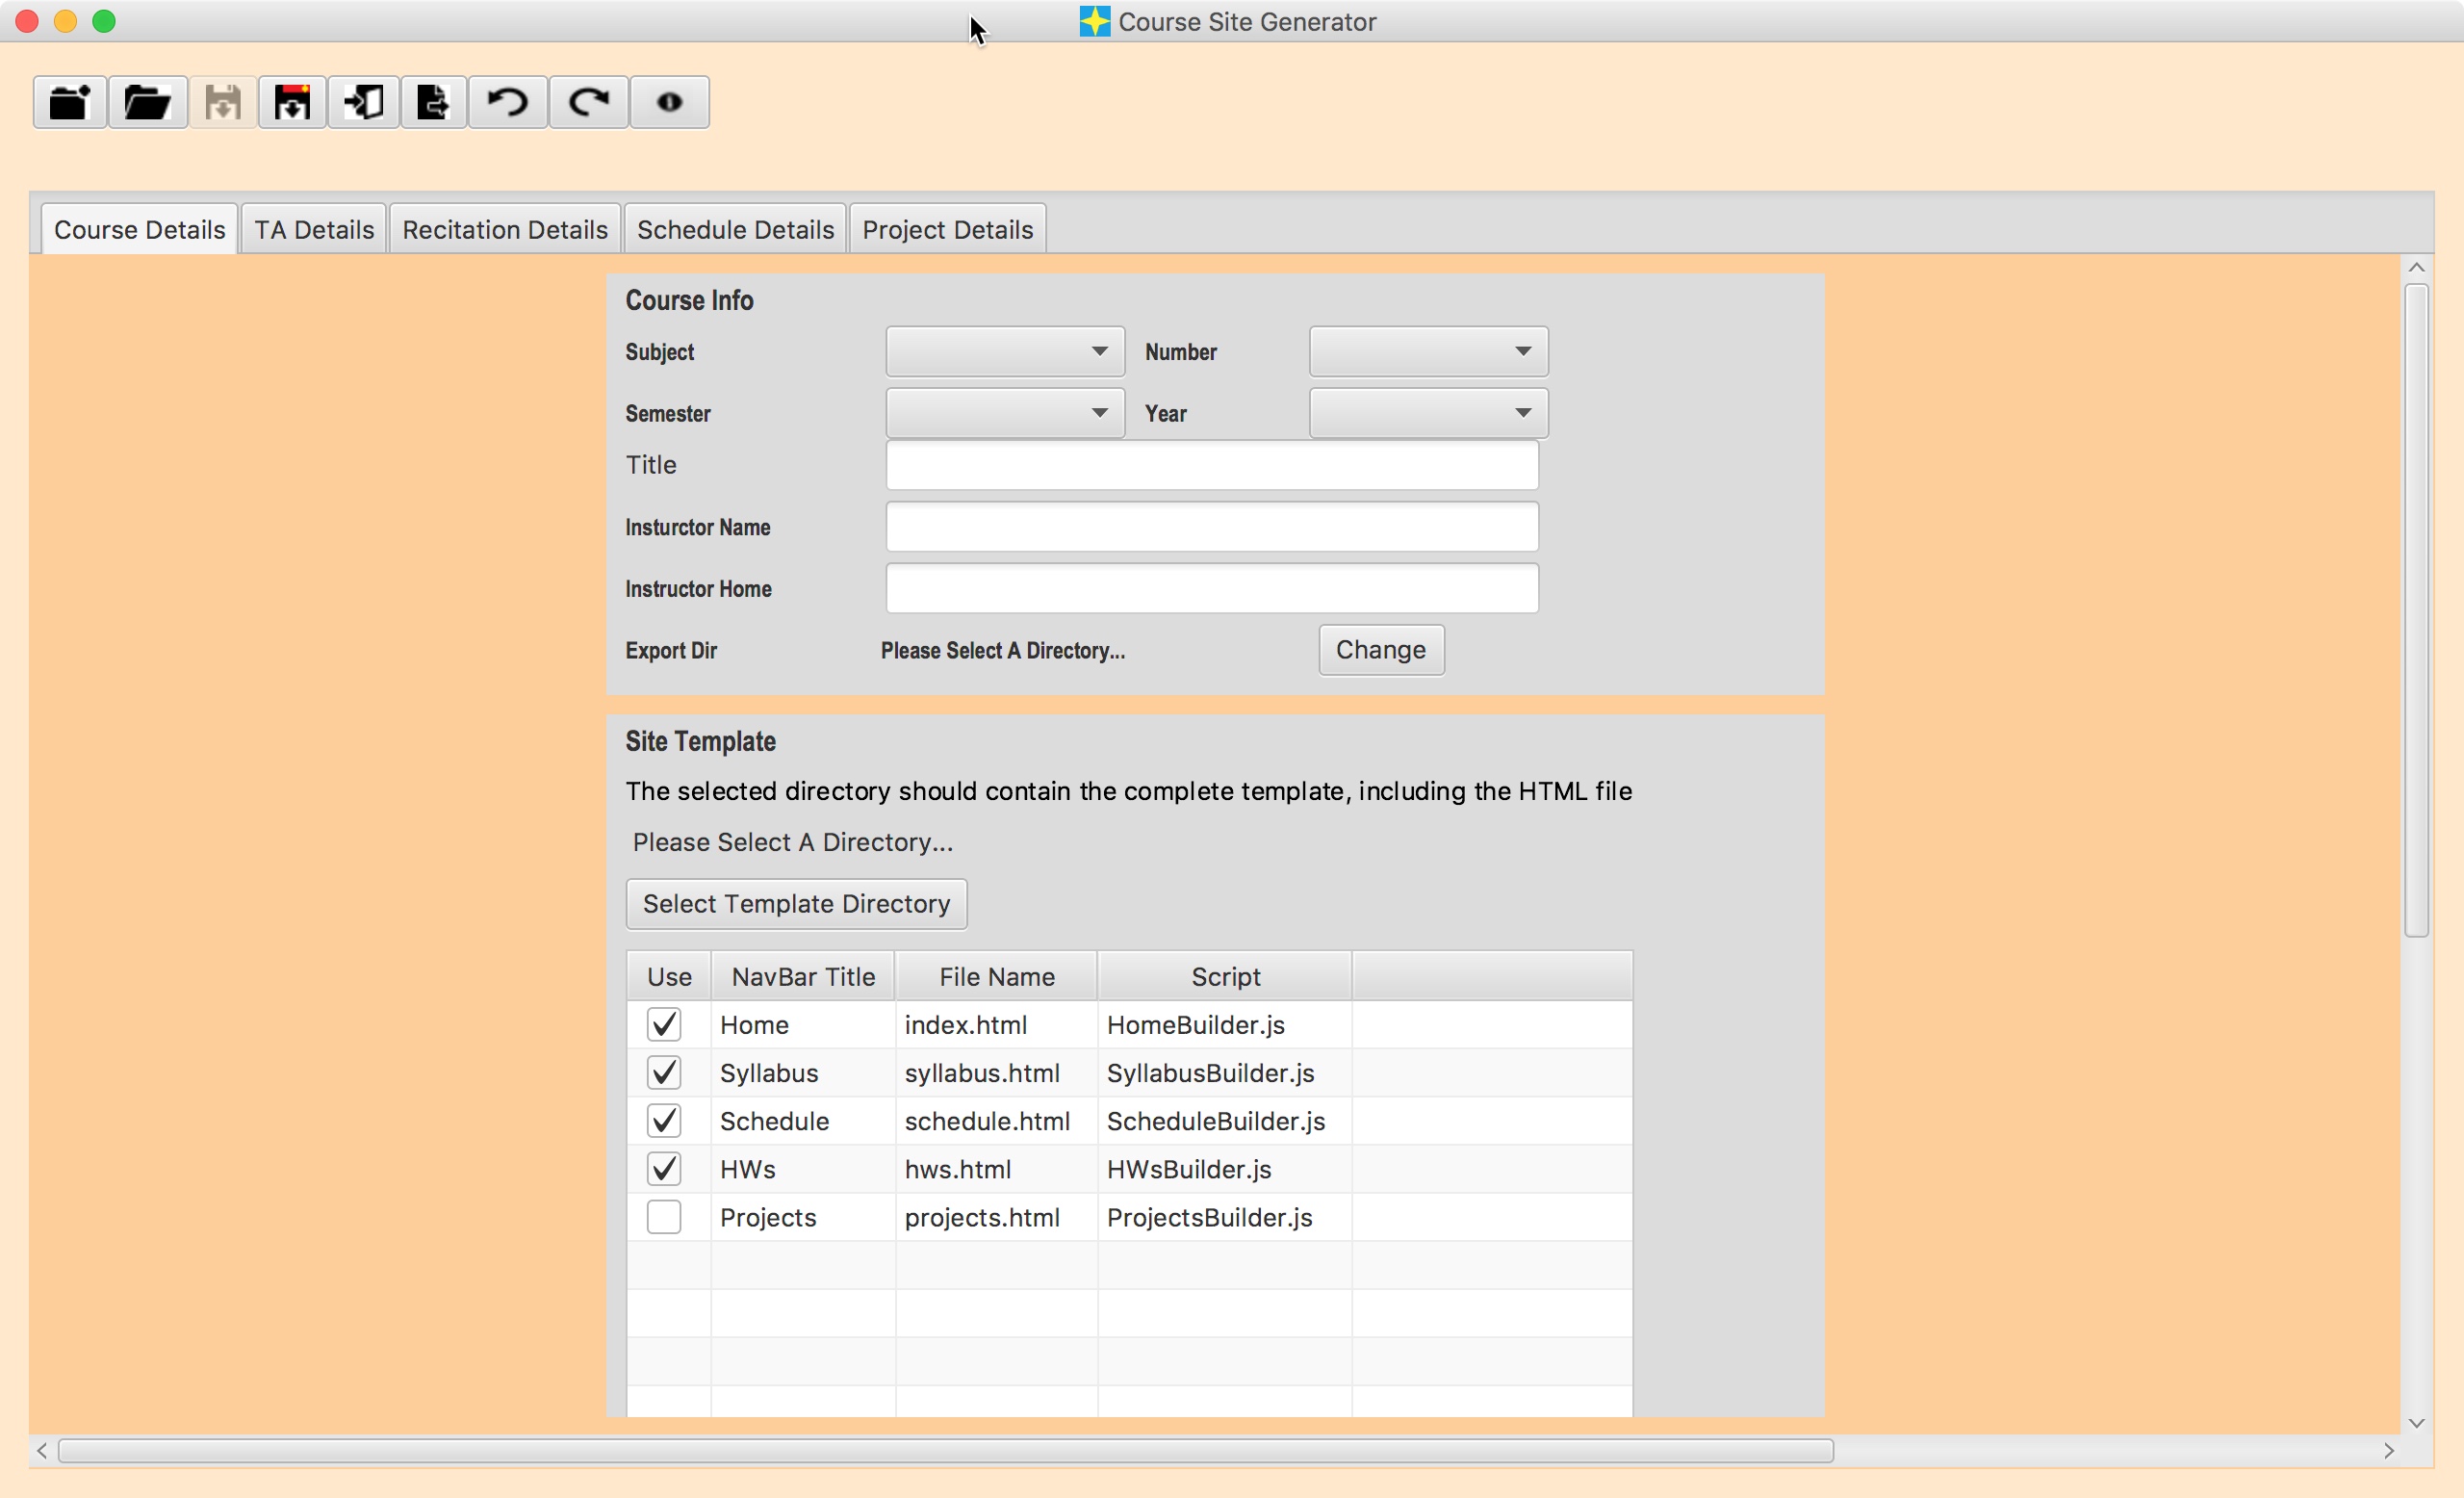 Course Site Generator
Course Details TA Details Recitation Details Schedule Details Project Details
Course Info
Subject Number
Semester Year
Title
Insturctor Name
Instructor Home
Export Dir Please Select A Directory... Change
Site Template
The selected directory should contain the complete template, including the HTML file
Please Select A Directory...
Select Template Directory
Use NavBar Title File Name Script
Home index.html HomeBuilder.js
Syllabus syllabus.html SyllabusBuilder.js
Schedule schedule.html ScheduleBuilder.js
HWs hws.html HWsBuilder.js
Projects projects.html ProjectsBuilder.js